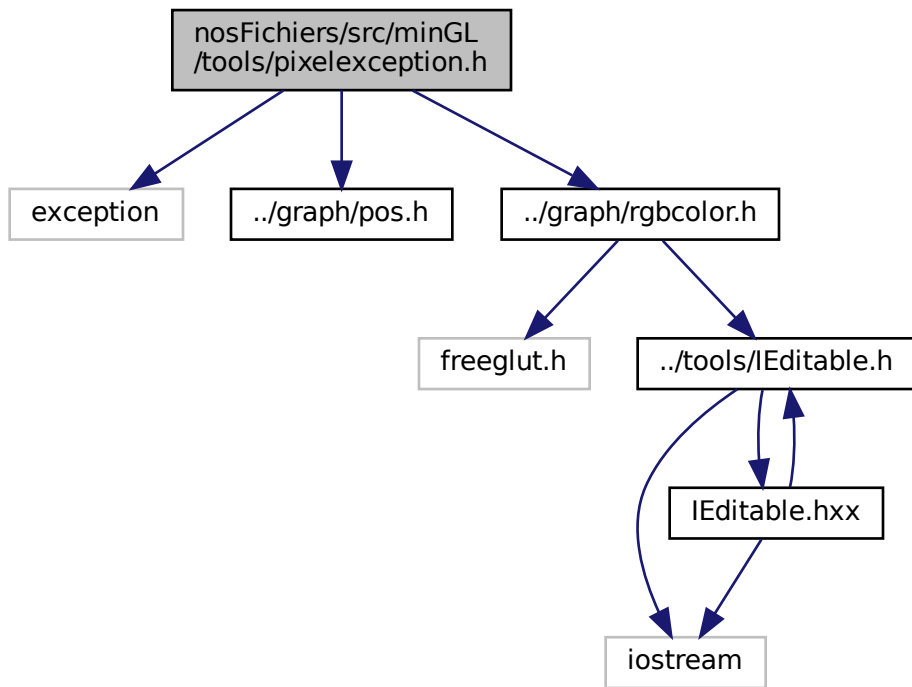 nosFichiers/src/minGL
/tools/pixelexception.h
exception
../graph/pos.h
../graph/rgbcolor.h
freeglut.h
../tools/IEditable.h
IEditable.hxx
iostream